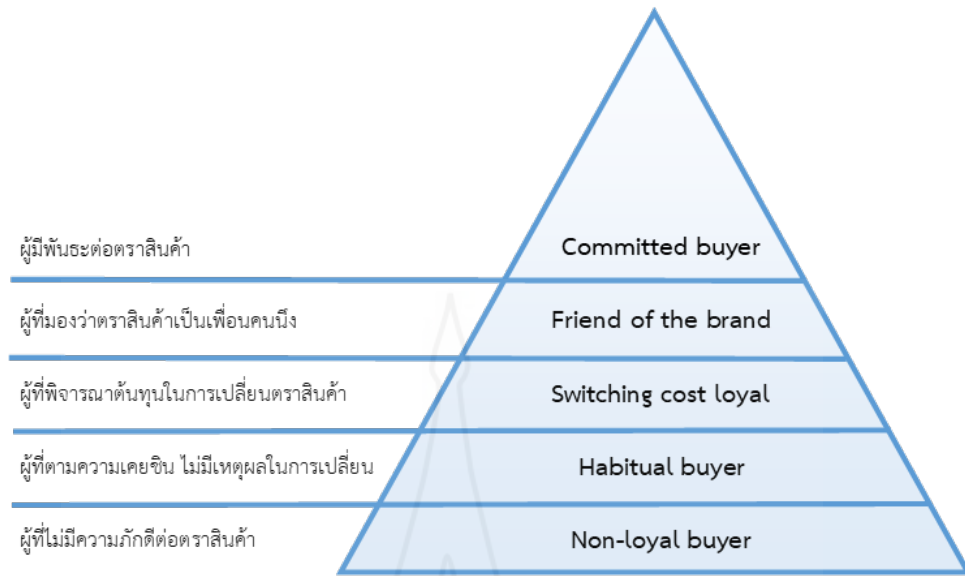 ผู้มีพันธะต่อตราสินค้า
Committed buyer
ผู้ที่มองว่าตราสินค้าเป็นเพื่อนคนนึง
Friend of the brand
ผู้ที่พิจารณาต้นทุนในการเปลี่ยนตราสินค้า
Switching cost loyal
ผู้ที่ตามความเคยชิน ไม่มีเหตุผลในการเปลี่ยน
Habitual buyer
ผู้ที่ไม่มีความภักดีต่อตราสินค้า
Non-loyal buyer